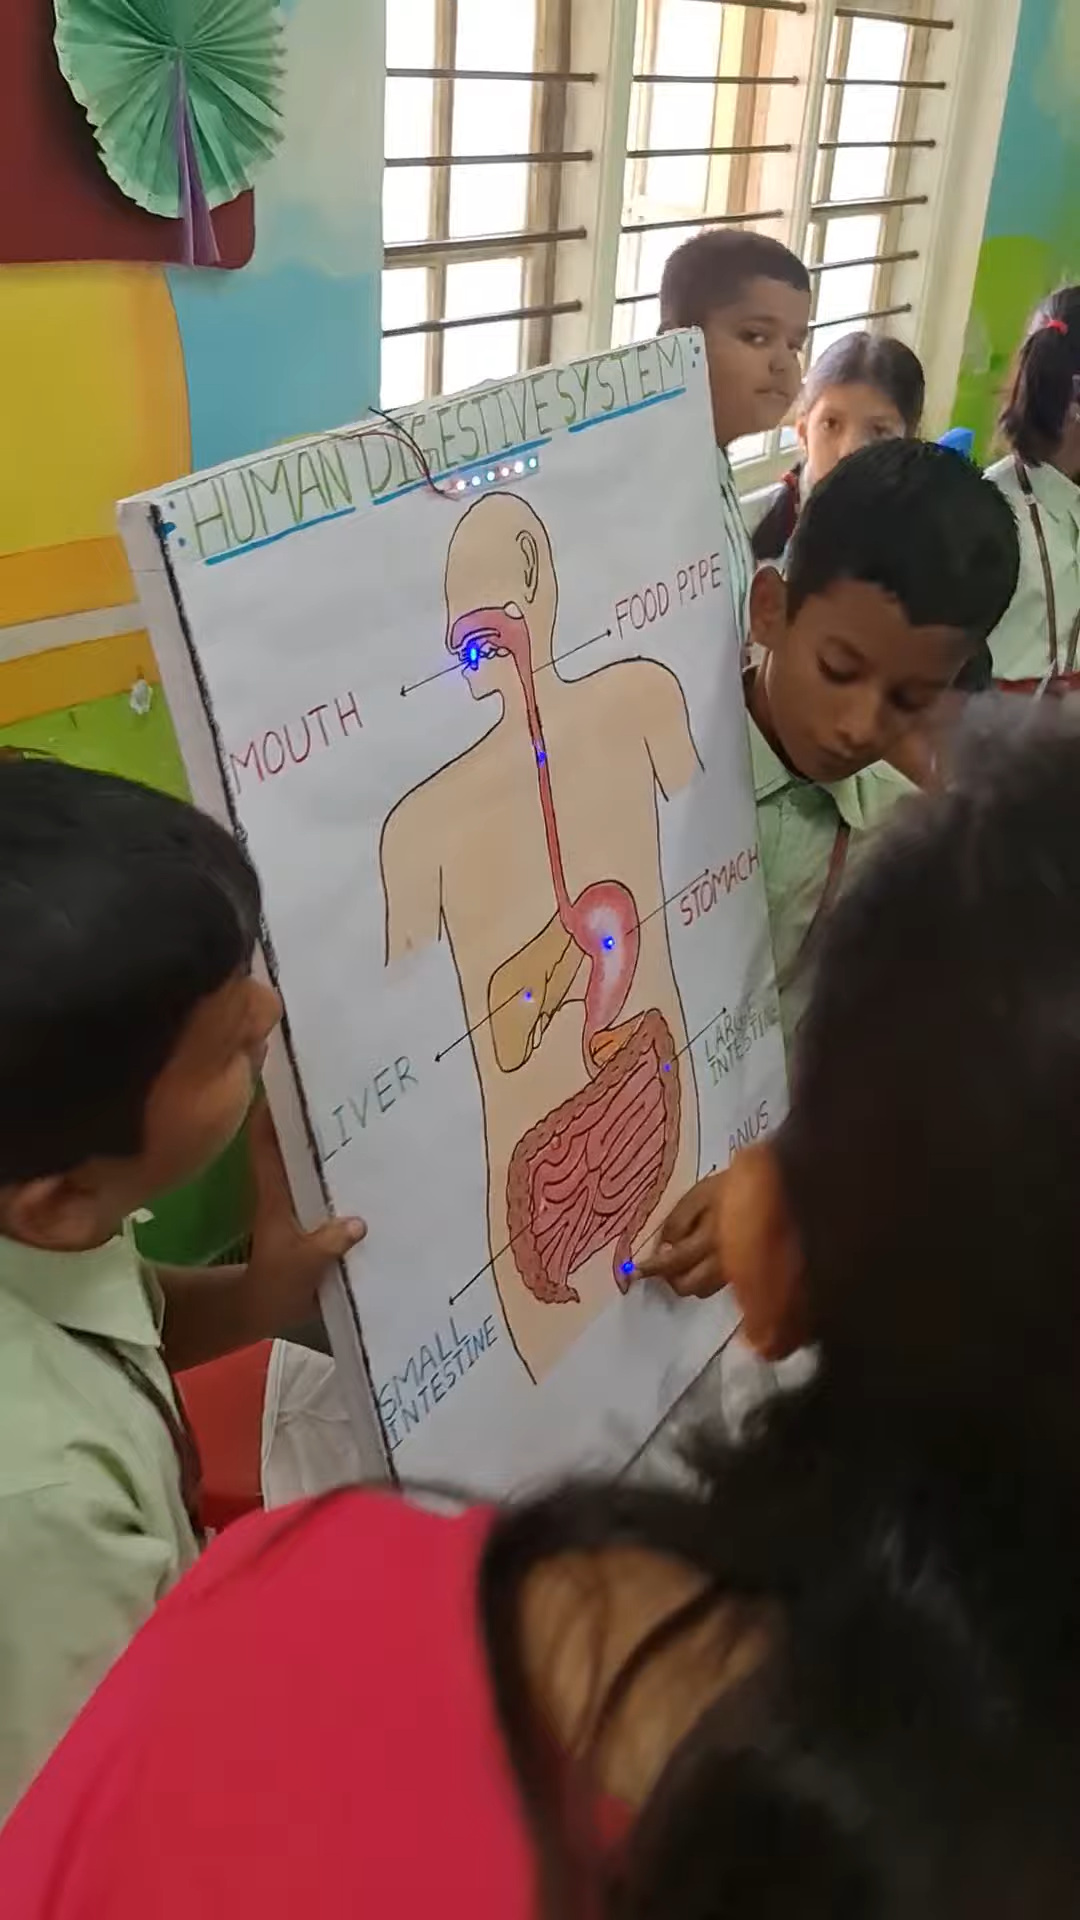 HUMAN DIGESTIVE SYSTEM
FOOD PIPE
MOUTH
STOMACH
LARGE
INTESTINE
LIVER
ANUS
SMALL
INTESTINE